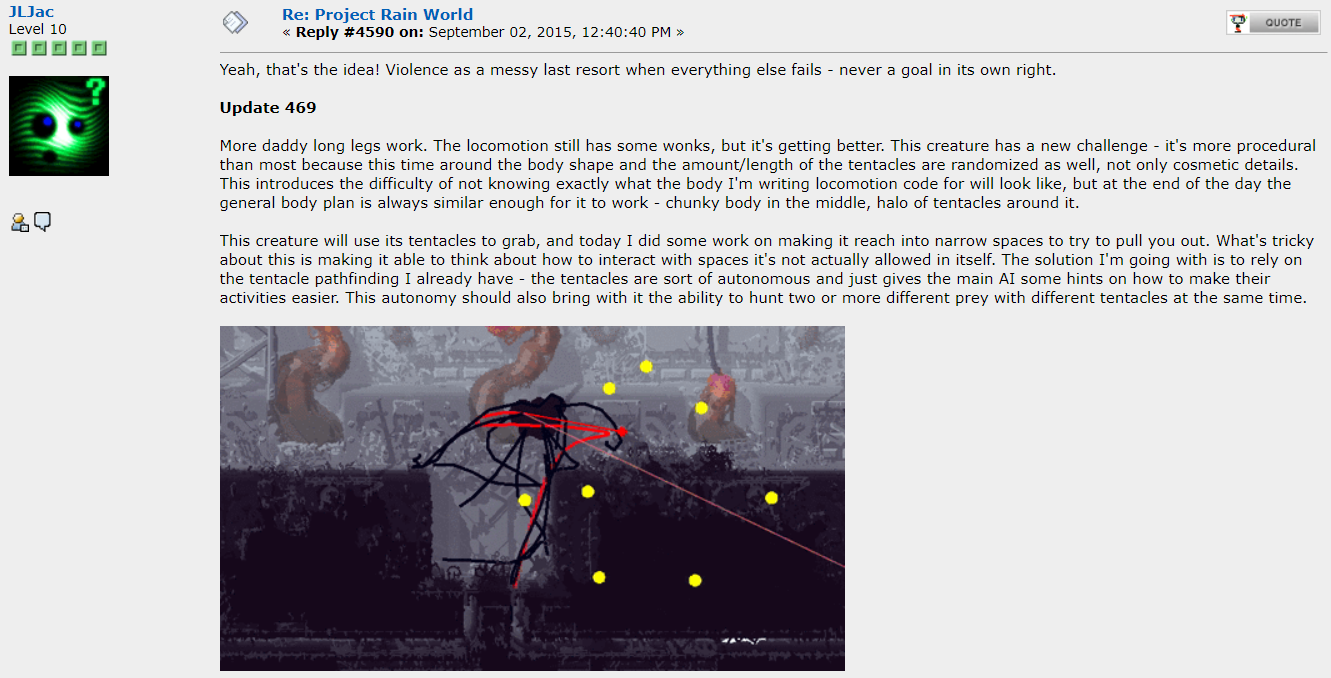 JLJac
Level 10
Re: Project Rain World
« Reply #4590 on: September 02, 2015, 12:40:40 PM »
QUOTE
Yeah, that's the idea! Violence as a messy last resort when everything else fails - never a goal in its own right.
Update 469
More daddy long legs work. The locomotion still has some wonks, but it's getting better. This creature has a new challenge - it's more procedural
than most because this time around the body shape and the amount/length of the tentacles are randomized as well, not only cosmetic details.
This introduces the difficulty of not knowing exactly what the body I'm writing locomotion code for will look like, but at the end of the day the
general body plan is always similar enough for it to work - chunky body in the middle, halo of tentacles around it.
This creature will use its tentacles to grab, and today I did some work on making it reach into narrow spaces to try to pull you out. What's tricky
about this is making it able to think about how to interact with spaces it's not actually allowed in itself. The solution I'm going with is to rely on
the tentacle pathfinding I already have - the tentacles are sort of autonomous and just gives the main AI some hints on how to make their
activities easier. This autonomy should also bring with it the ability to hunt two or more different prey with different tentacles at the same time.
?